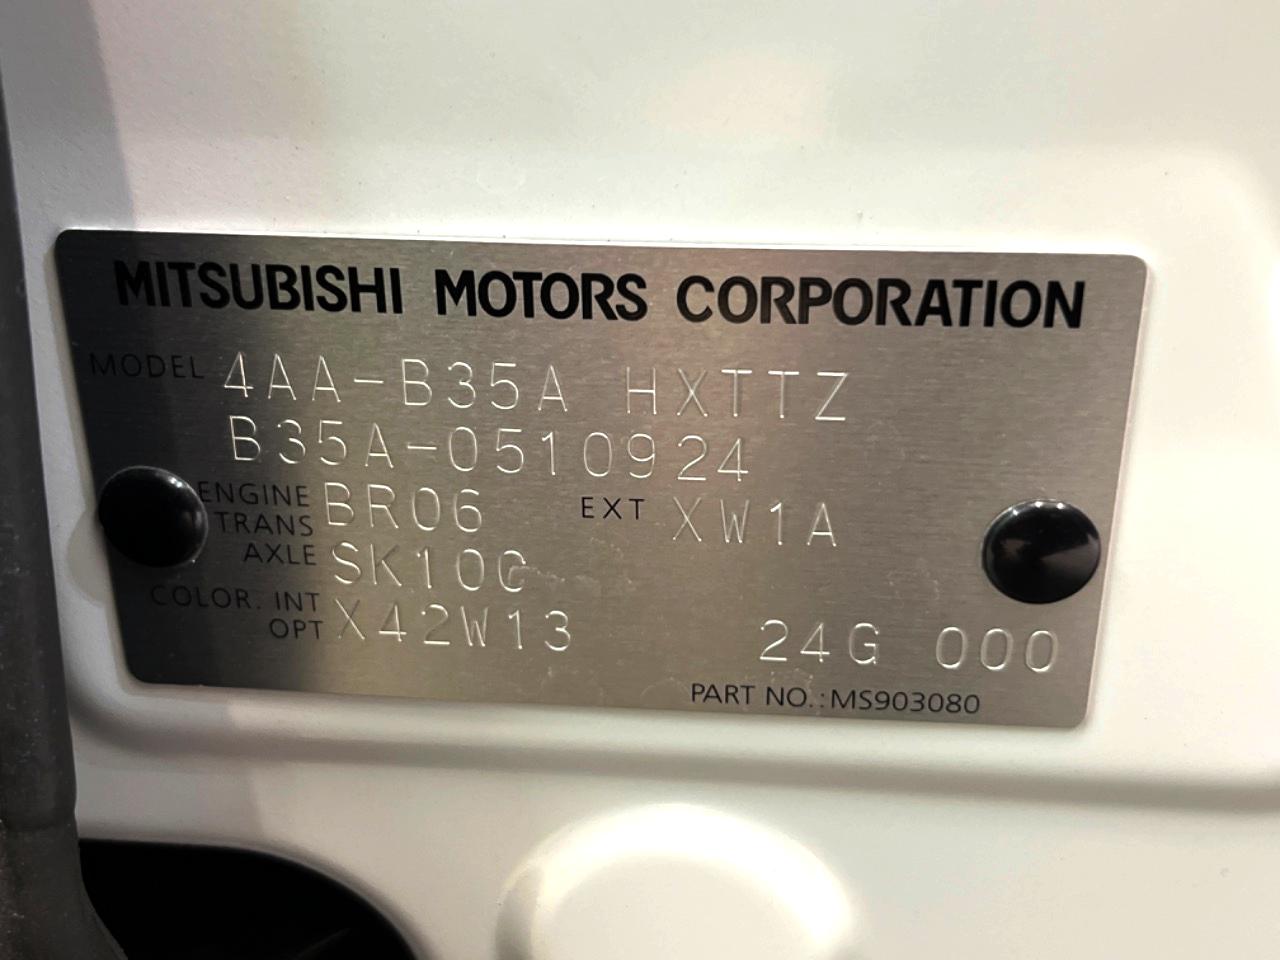 MITSUBISHI MOTORS CORPORATION
MODEL 4AA-B35A HXTTZ
B35A-0510924
ENGINE BR06 EXT XW1A
TRANS
AXLE SK10C
COLOR. INT
OPT X42W13 24G 000
PART NO.:MS903080